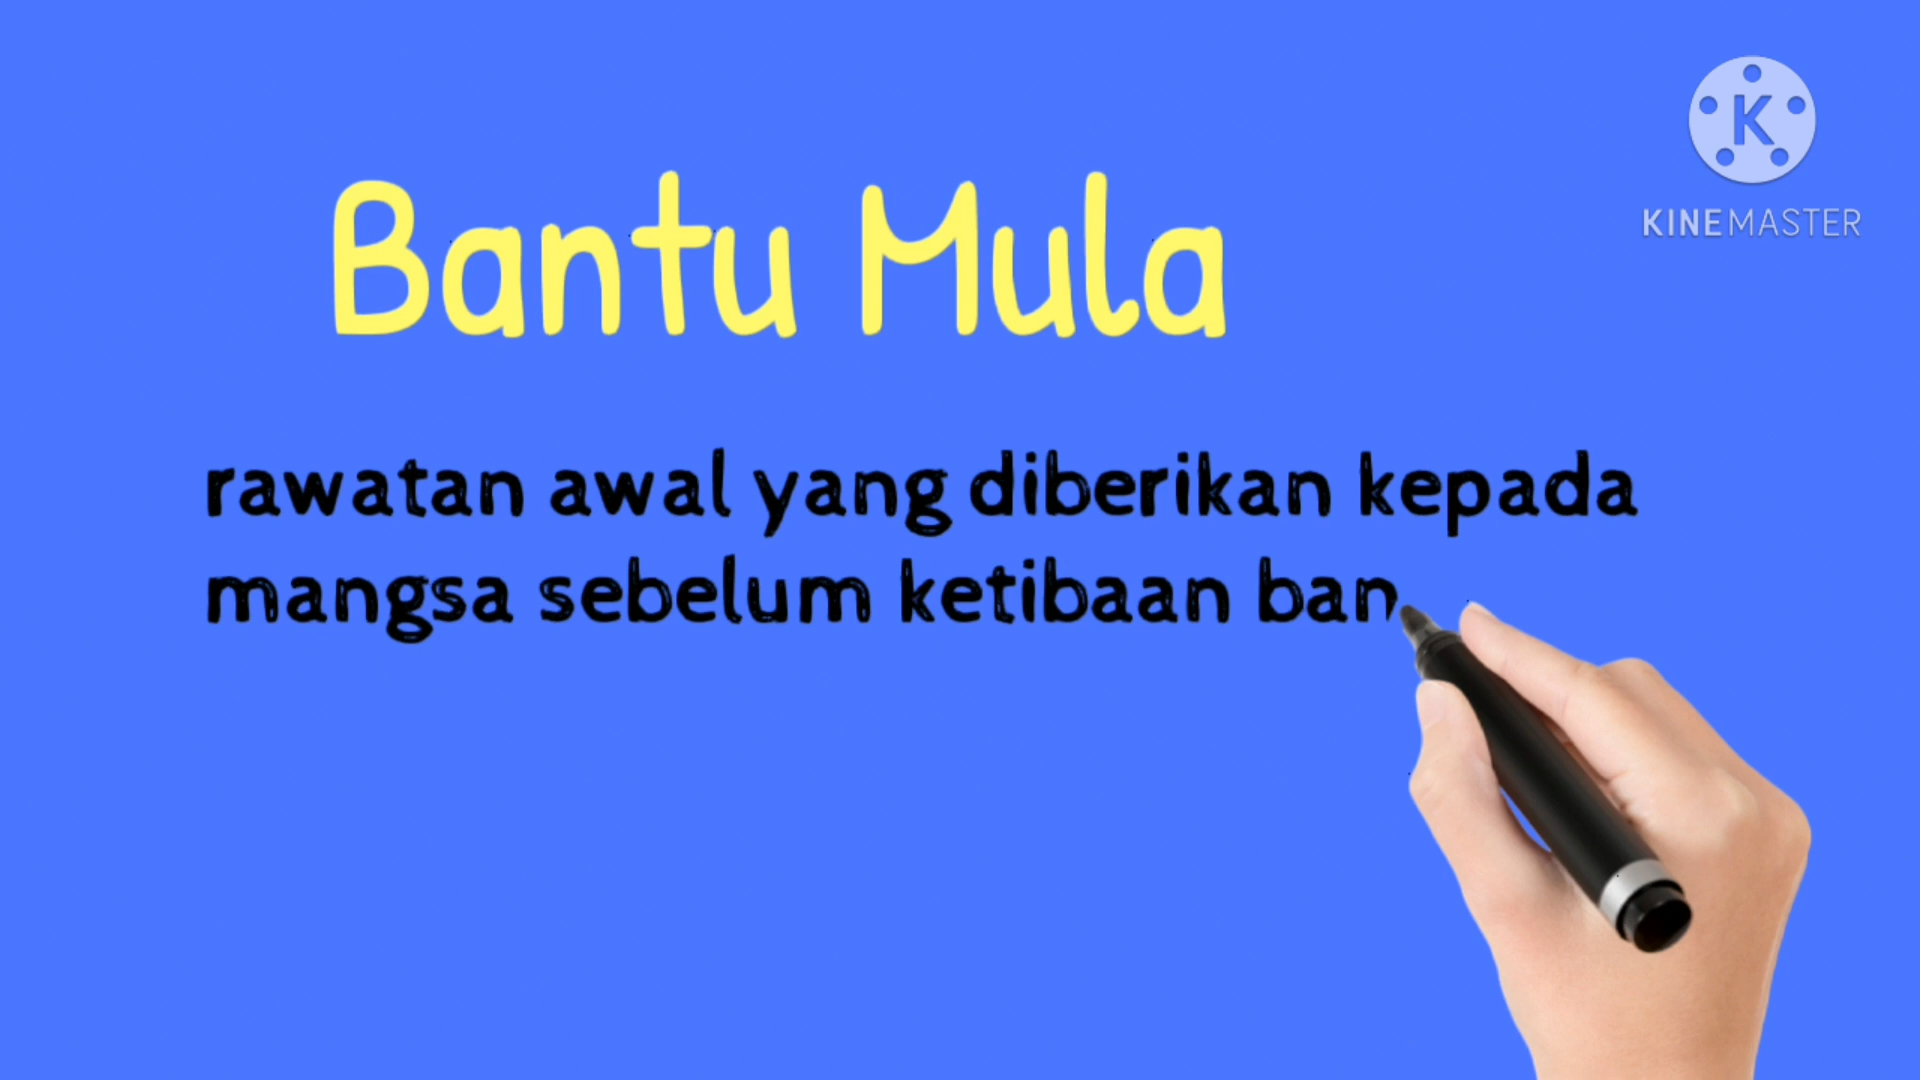 K
KINEMASTER
Bantu Mula
rawatan awal yang diberikan kepada
mangsa sebelum ketibaan ban